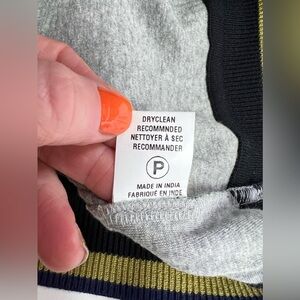 DRYCLEAN
RECOMMNDED
NETTOYER À SEC
RECOMMANDER
P
MADE IN INDIA
FABRIQUÉ EN INDE